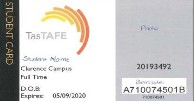 STUDENT CARD
TasTAFE
Student Name
Clarence Campus
Full Time
D.O.B:
Expires: 05/09/2020
Photo
20193492
Barcode
A710074501B